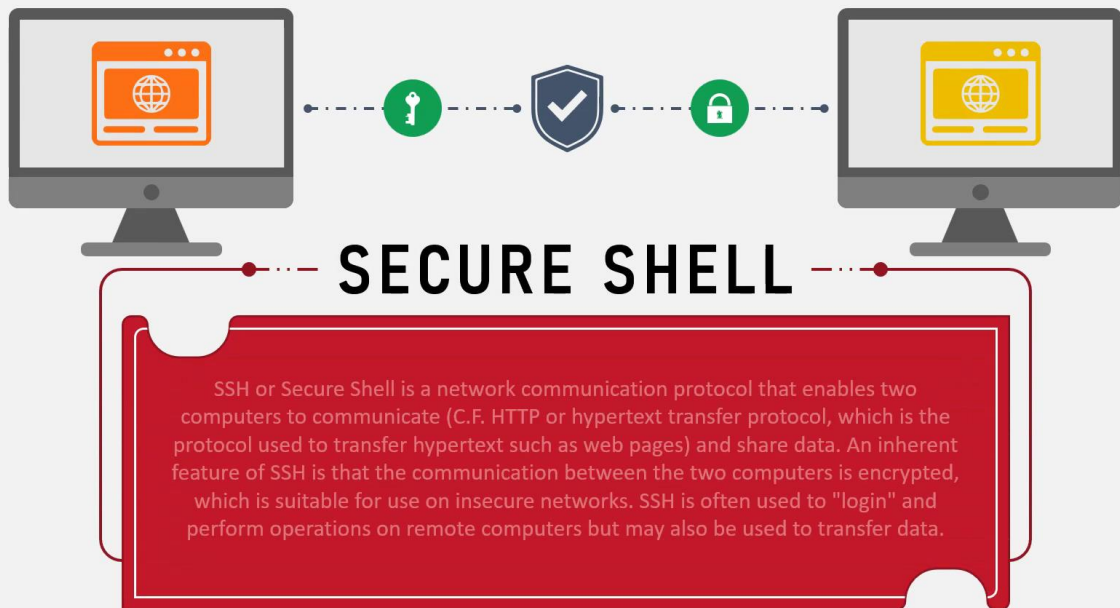 SECURE SHELL
SSH or Secure Shell is a network communication protocol that enables two
computers to communicate (C.F. HTTP or hypertext transfer protocol, which is the
protocol used to transfer hypertext such as web pages) and share data. An inherent
feature of SSH is that the communication between the two computers is encrypted,
which is suitable for use on insecure networks. SSH is often used to "login" and
perform operations on remote computers but may also be used to transfer data.